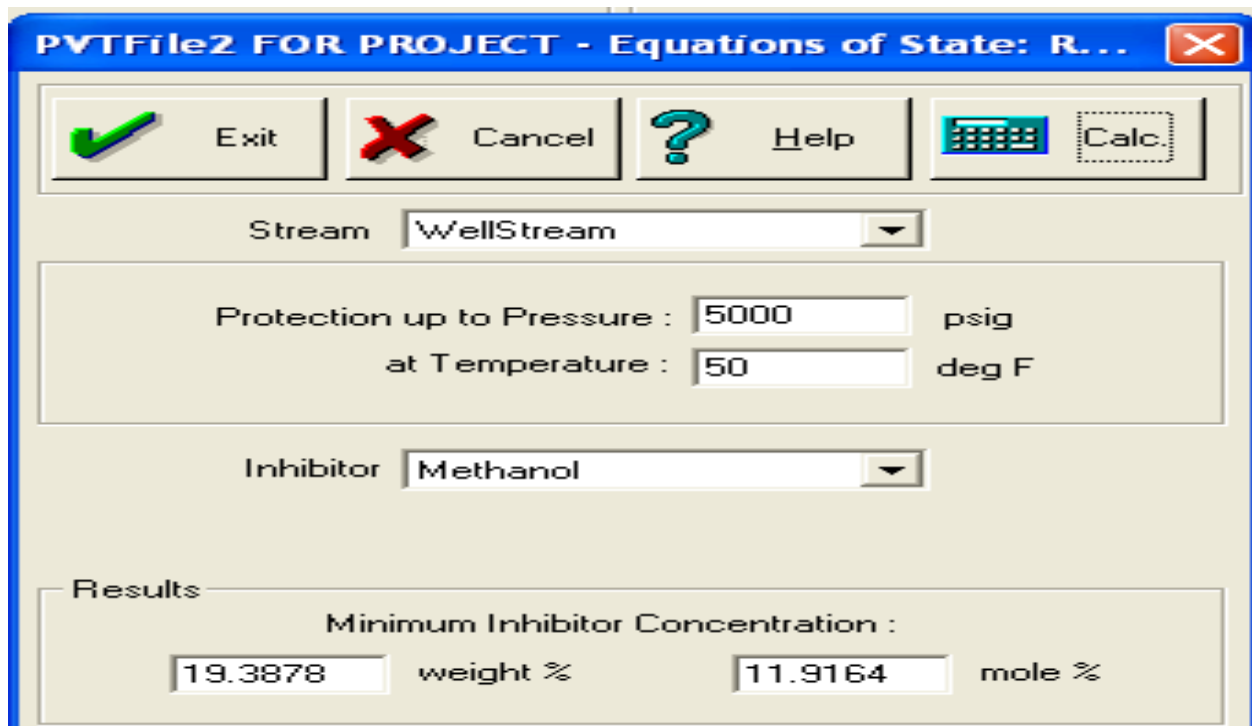 PVTFile2 FOR PROJECT - Equations of State: R...
Exit Cancel Help Calc.
Stream WellStream
Protection up to Pressure : 5000 psig
at Temperature : 50 deg F
Inhibitor Methanol
Results
Minimum Inhibitor Concentration :
19.3878 weight % 11.9164 mole %